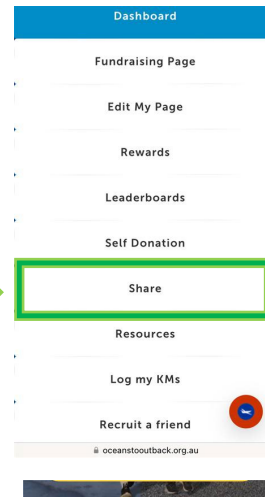 Dashboard
Fundraising Page
Edit My Page
Rewards
Leaderboards
Self Donation
Share
Resources
Log my KMs
Recruit a friend
oceanstooutback.org.au